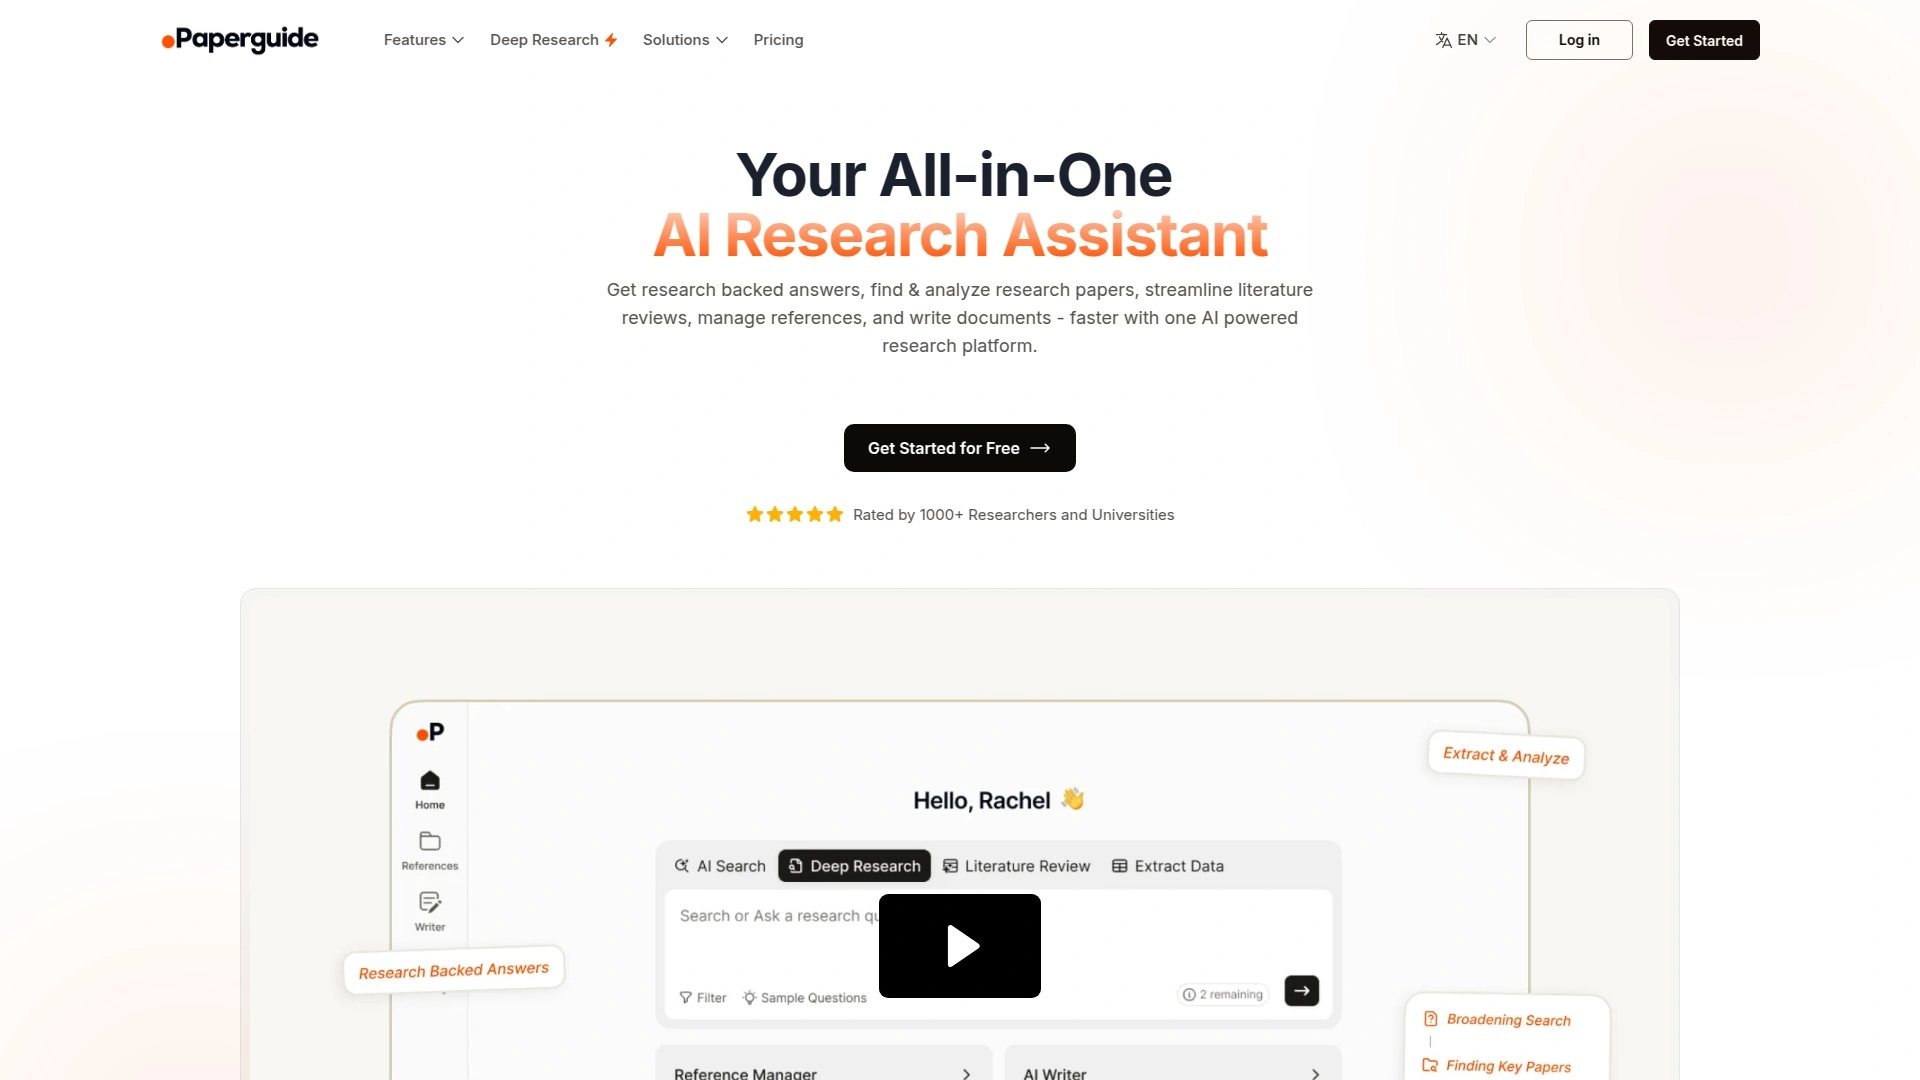 Paperguide
Features
Deep Research
Solutions
Pricing
EN
Log in
Get Started
Your All-in-One
AI Research Assistant
Get research backed answers, find & analyze research papers, streamline literature
reviews, manage references, and write documents - faster with one AI powered
research platform.
Get Started for Free
Rated by 1000+ Researchers and Universities
P
Home
References
Writer
Extract & Analyze
Hello, Rachel
AI Search
Deep Research
Literature Review
Extract Data
Search or Ask a research
Filter
Sample Questions
2 remaining
Research Backed Answers
Broadening Search
Finding Key Papers
Reference Manager
AI Writer